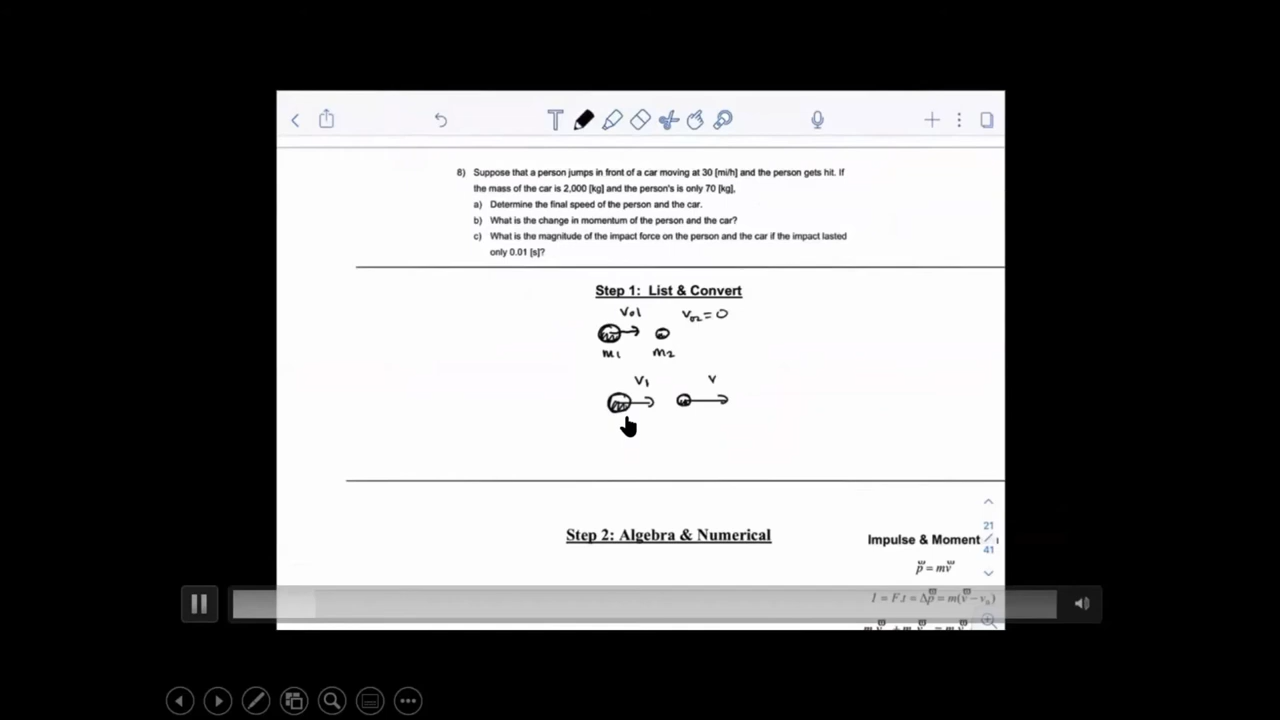 8) Suppose that a person jumps in front of a car moving at 30 [mi/h] and the person gets hit. If
the mass of the car is 2,000 [kg] and the person's is only 70 [kg],
a) Determine the final speed of the person and the car.
b) What is the change in momentum of the person and the car?
c) What is the magnitude of the impact force on the person and the car if the impact lasted
only 0.01 [s]?
Step 1: List & Convert
v01 v02 = 0
m1 m2
v1 v
Step 2: Algebra & Numerical
21
/
41
Impulse & Moment
p = mv
I = F.t = Δp = m(v - v0)